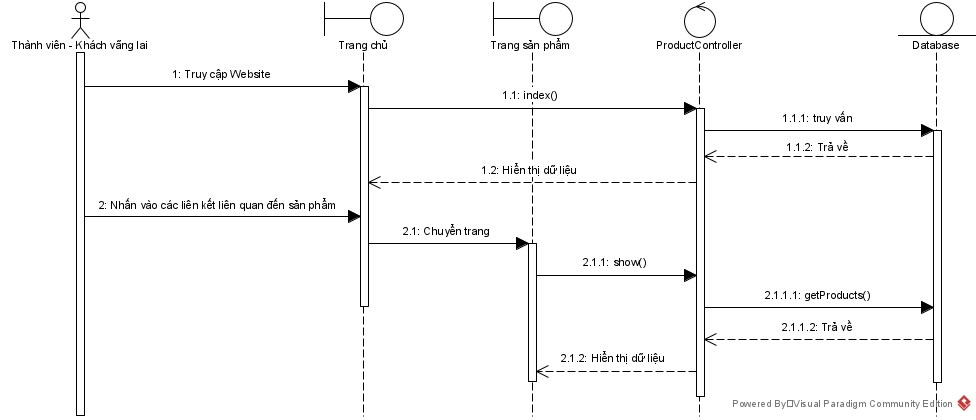 Thành viên - Khách vãng lai
Trang chủ
Trang sản phẩm
ProductController
Database
1: Truy cập Website
1.1: index()
1.1.1: truy vấn
1.1.2: Trả về
1.2: Hiển thị dữ liệu
2: Nhấn vào các liên kết liên quan đến sản phẩm
2.1: Chuyển trang
2.1.1: show()
2.1.1.1: getProducts()
2.1.1.2: Trả về
2.1.2: Hiển thị dữ liệu
Powered By Visual Paradigm Community Edition